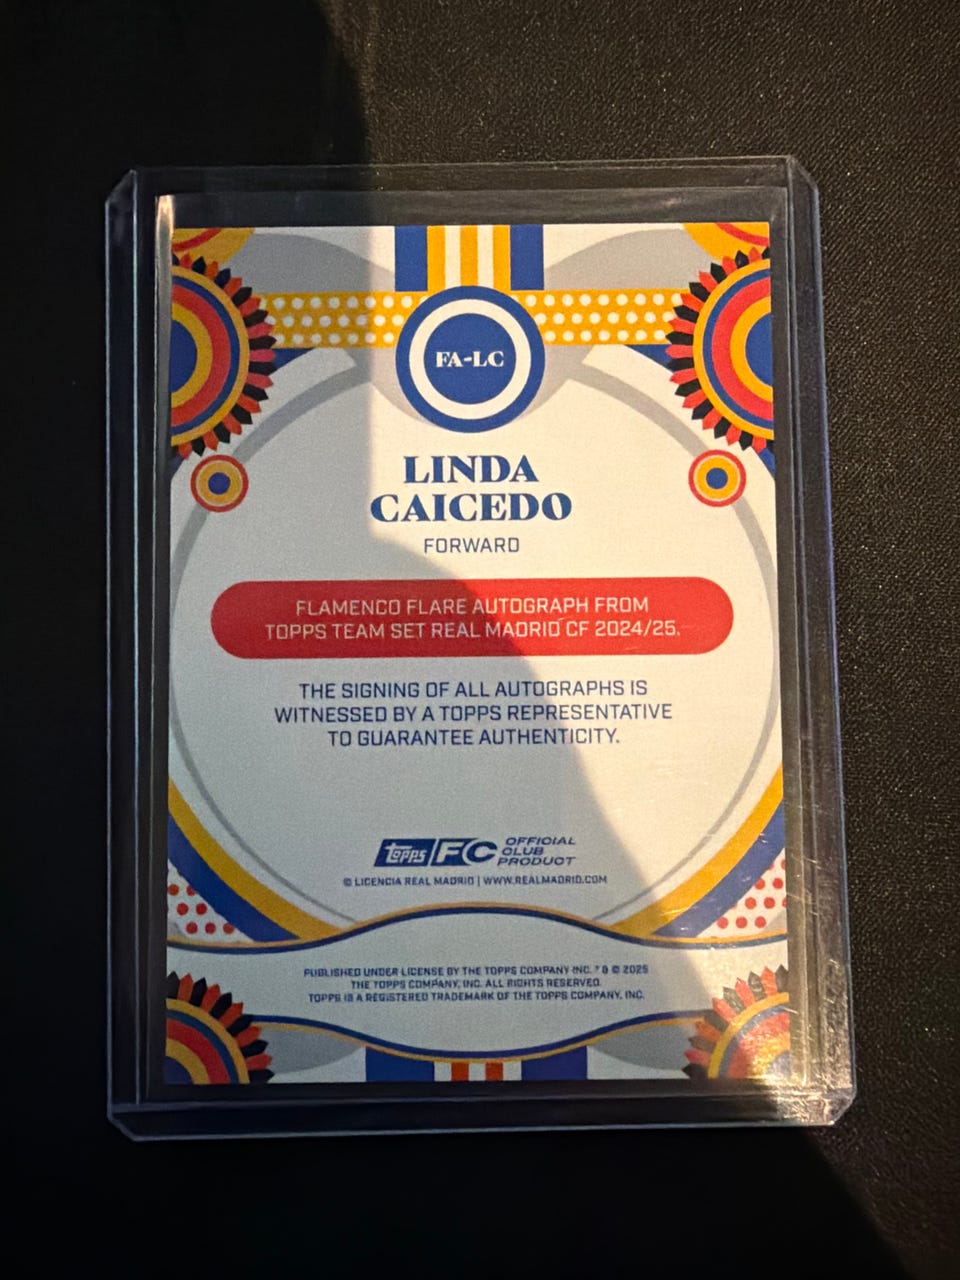 FA-LC
LINDA
CAICEDO
FORWARD
FLAMENCO FLARE AUTOGRAPH FROM
TOPPS TEAM SET REAL MADRID CF 2024/25.
THE SIGNING OF ALL AUTOGRAPHS IS
WITNESSED BY A TOPPS REPRESENTATIVE
TO GUARANTEE AUTHENTICITY.
topps FC OFFICIAL
CLUB
PRODUCT
© LICENCIA REAL MADRID | WWW.REALMADRID.COM
PUBLISHED UNDER LICENSE BY THE TOPPS COMPANY INC. ® & © 2025
THE TOPPS COMPANY, INC. ALL RIGHTS RESERVED.
TOPPS IS A REGISTERED TRADEMARK OF THE TOPPS COMPANY, INC.